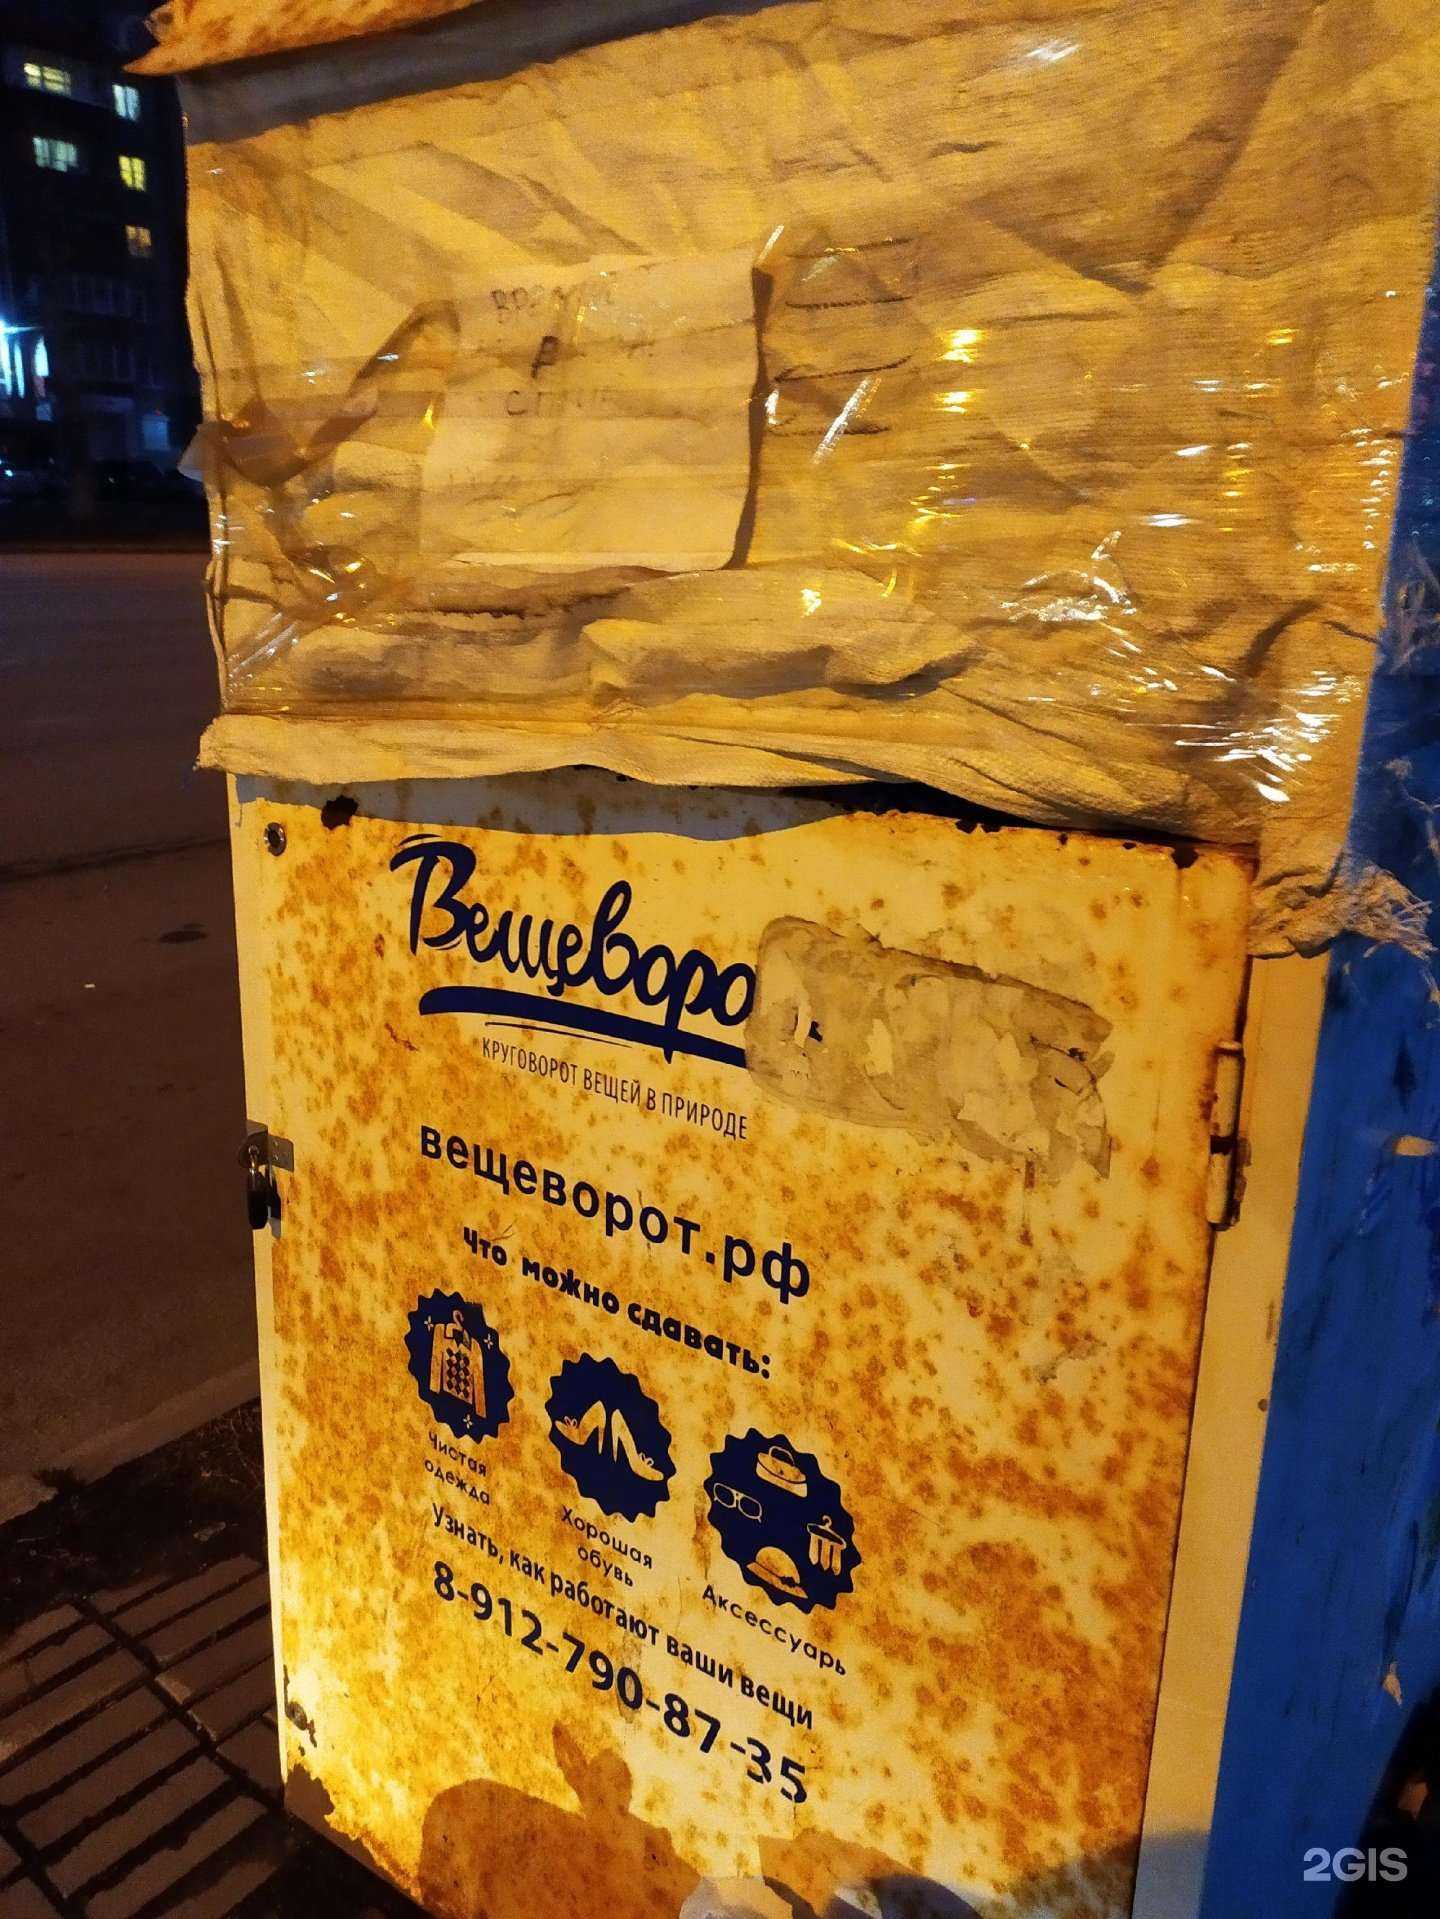 Вещеворо
КРУГОВОРОТ ВЕЩЕЙ В ПРИРОДЕ
вещеворот.рф
что можно сдавать:
Чистая
одежда
Хорошая
обувь
Аксессуарь
Узнать, как работают ваши вещи
8-912-790-87-35
2GIS